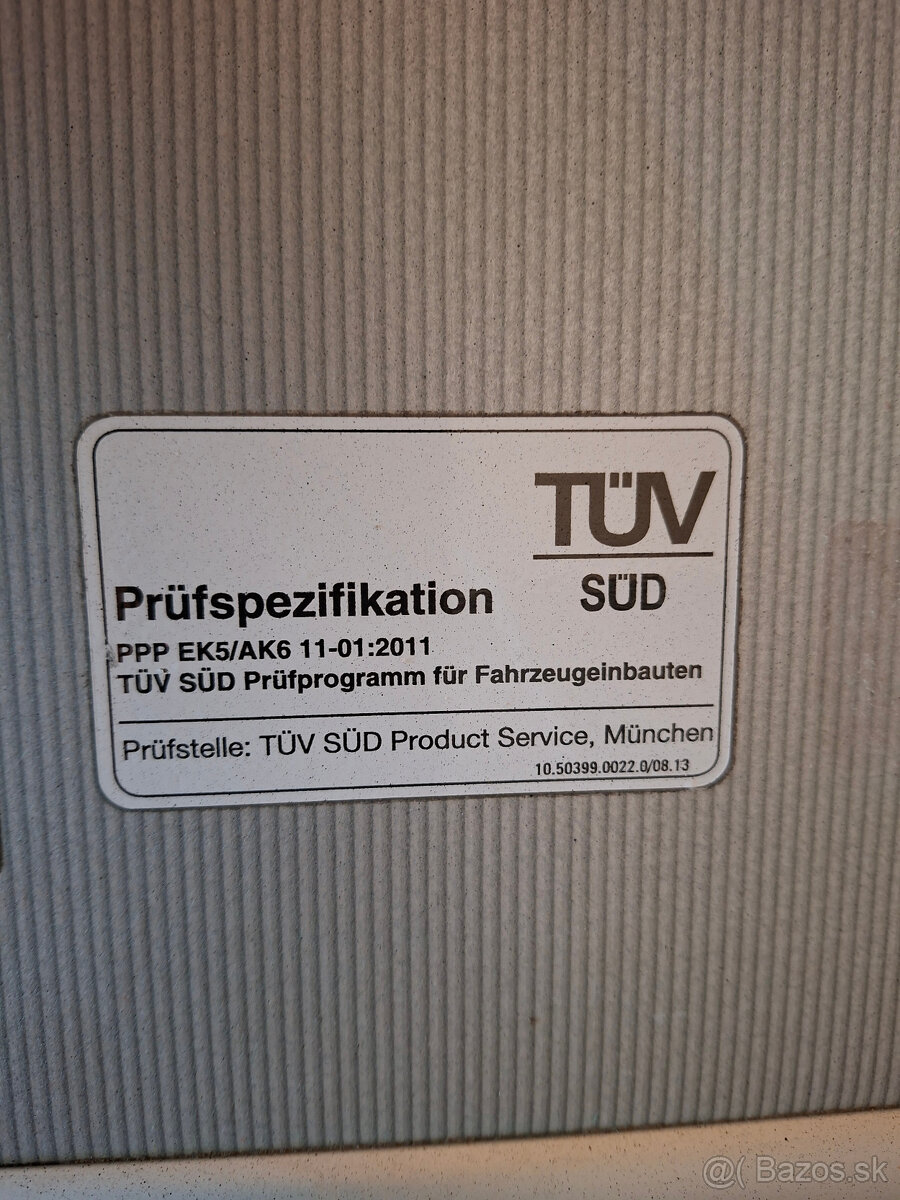 TÜV
SÜD
Prüfspezifikation
PPP EK5/AK6 11-01:2011
TÜV SÜD Prüfprogramm für Fahrzeugeinbauten
Prüfstelle: TÜV SÜD Product Service, München
10.50399.0022.0/08.13
@( Bazos.sk